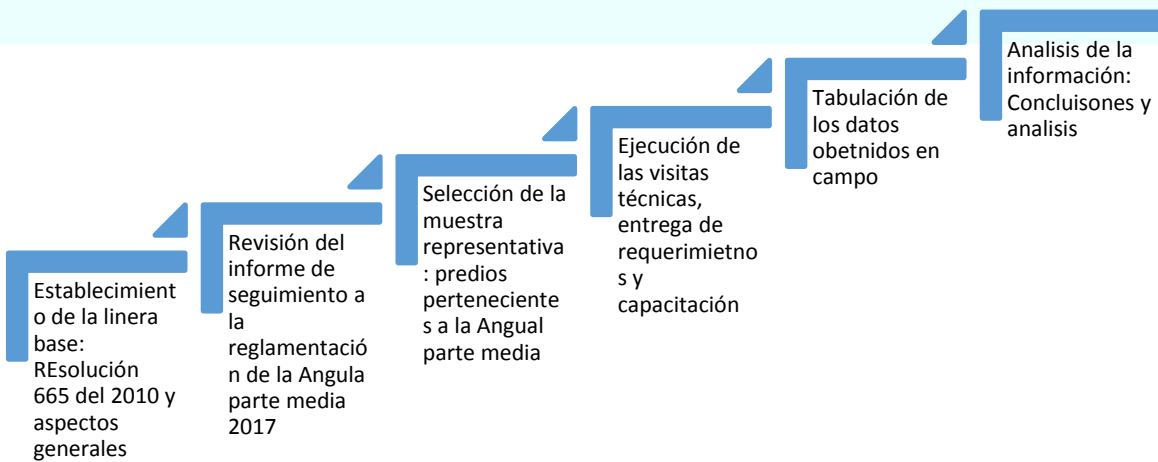 Establecimient
o de la linera
base:
REsolución
665 del 2010 y
aspectos
generales
Revisión del
informe de
seguimiento a
la
reglamentació
n de la Angula
parte media
2017
Selección de la
muestra
representativa
: predios
perteneciente
s a la Angual
parte media
Ejecución de
las visitas
técnicas,
entrega de
requerimietno
s y
capacitación
Tabulación de
los datos
obetnidos en
campo
Analisis de la
información:
Concluisones y
analisis